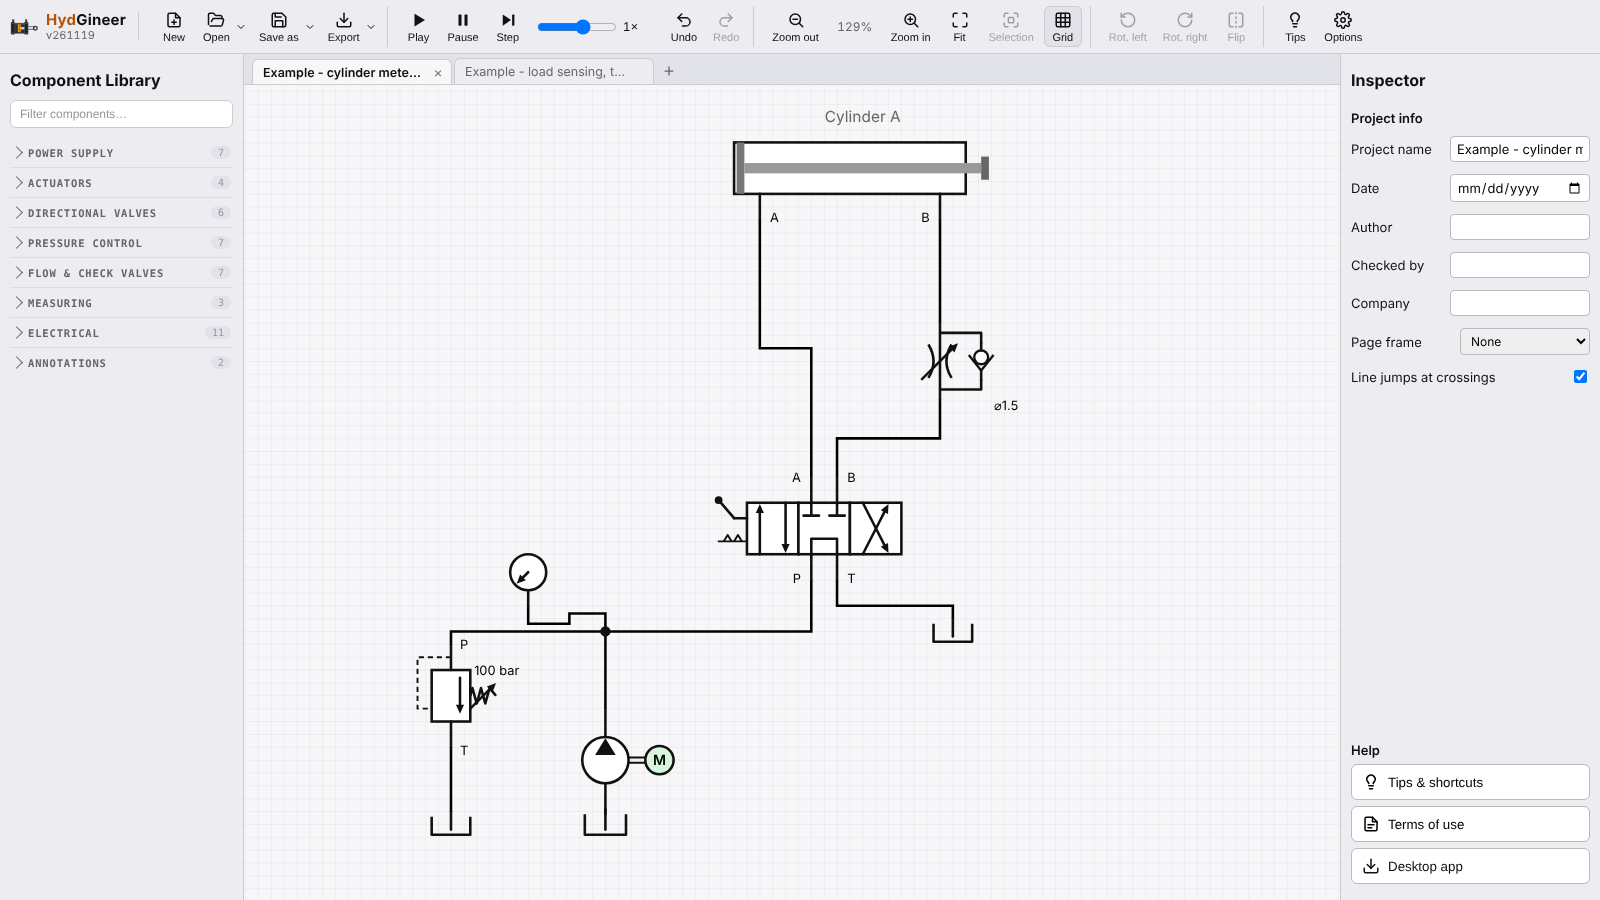 HydGineer
v261119
New
Open
Save as
Export
Play
Pause
Step
1×
Undo
Redo
Zoom out
129%
Zoom in
Fit
Selection
Grid
Rot. left
Rot. right
Flip
Tips
Options
Component Library
Filter components…
POWER SUPPLY 7
ACTUATORS 4
DIRECTIONAL VALVES 6
PRESSURE CONTROL 7
FLOW & CHECK VALVES 7
MEASURING 3
ELECTRICAL 11
ANNOTATIONS 2
Example - cylinder mete... ×
Example - load sensing, t...
+
Cylinder A
A
B
⌀1.5
A
B
P
T
P
100 bar
T
M
Inspector
Project info
Project name Example - cylinder m
Date mm/dd/yyyy
Author
Checked by
Company
Page frame None
Line jumps at crossings
Help
Tips & shortcuts
Terms of use
Desktop app